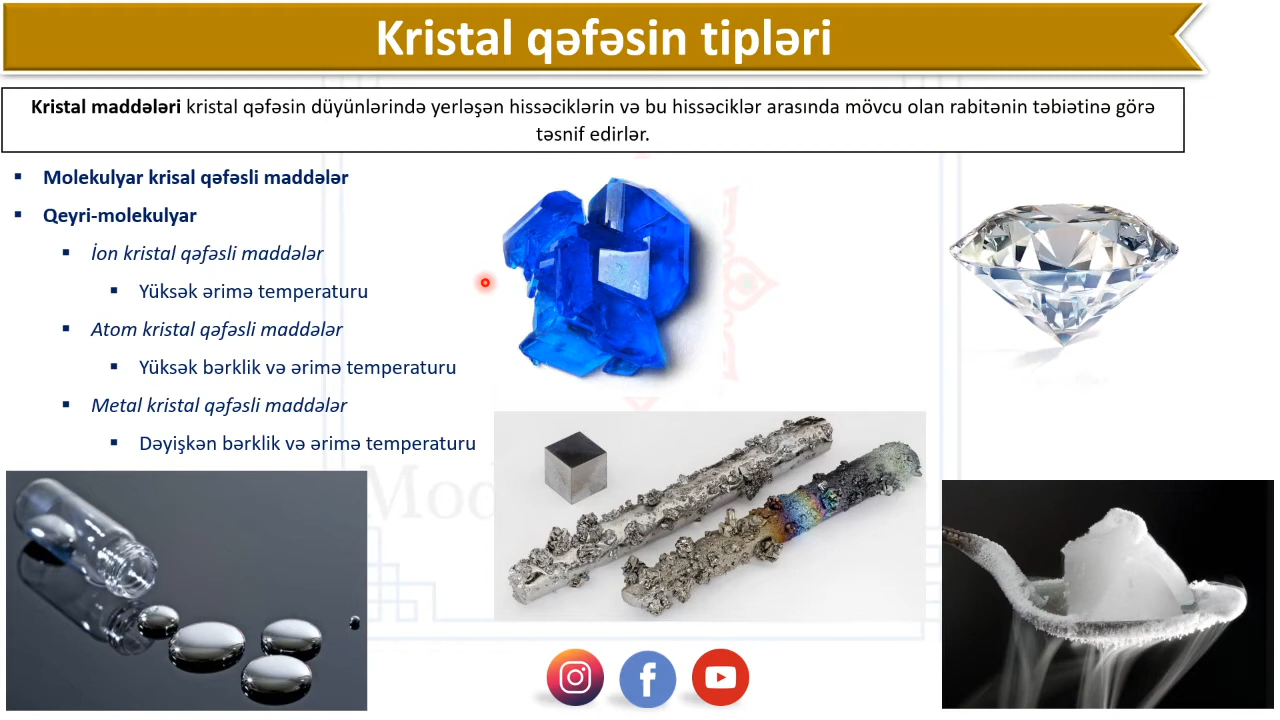 Kristal qəfəsin tipləri
Kristal maddələri kristal qəfəsin düyünlərində yerləşən hissəciklərin və bu hissəciklər arasında mövcu olan rabitənin təbiətinə görə
təsnif edirlər.
Molekulyar krisal qəfəsli maddələr
Qeyri-molekulyar
İon kristal qəfəsli maddələr
Yüksək ərimə temperaturu
Atom kristal qəfəsli maddələr
Yüksək bərklik və ərimə temperaturu
Metal kristal qəfəsli maddələr
Dəyişkən bərklik və ərimə temperaturu